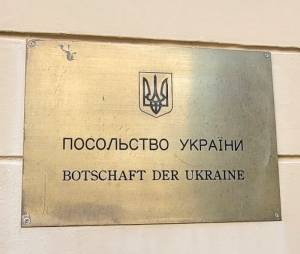 ПОСОЛЬСТВО УКРАЇНИ
BOTSCHAFT DER UKRAINE